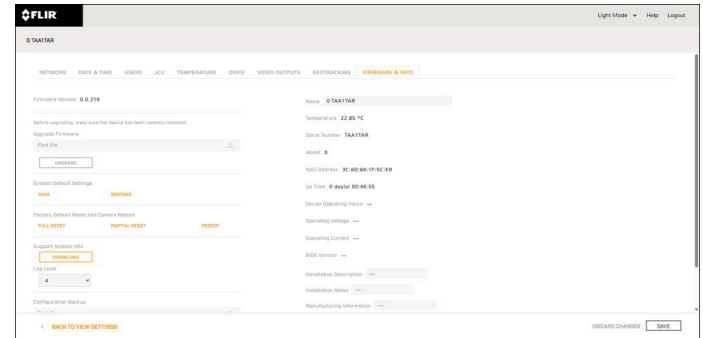 FLIR
Light Mode Help Logout
0 TAA1TAR
NETWORK DATE & TIME USERS JCU TEMPERATURE ONVIF VIDEO OUTPUTS GEOTRACKING FIRMWARE & INFO
Firmware Version 0.0.219
Before upgrading, make sure the device has been recently rebooted
Upgrade Firmware
Find file
UPGRADE
System Default Settings
SAVE RESTORE
Factory Default Reset and Camera Reboot
FULL RESET PARTIAL RESET REBOOT
Support System Info
DOWNLOAD
Log Level
4
Configuration Backup
Name 0 TAA1TAR
Temperature 22.85 °C
Serial Number TAA1TAR
Model 0
MAC Address 3C:6D:66:1F:5C:E9
Up Time 0 day(s) 00:46:55
Server Operating Hours ---
Operating Voltage ---
Operating Current ---
BIOS Version ---
Installation Description ---
Installation Notes ---
Manufacturing Information ---
< BACK TO VIEW SETTINGS
DISCARD CHANGES SAVE